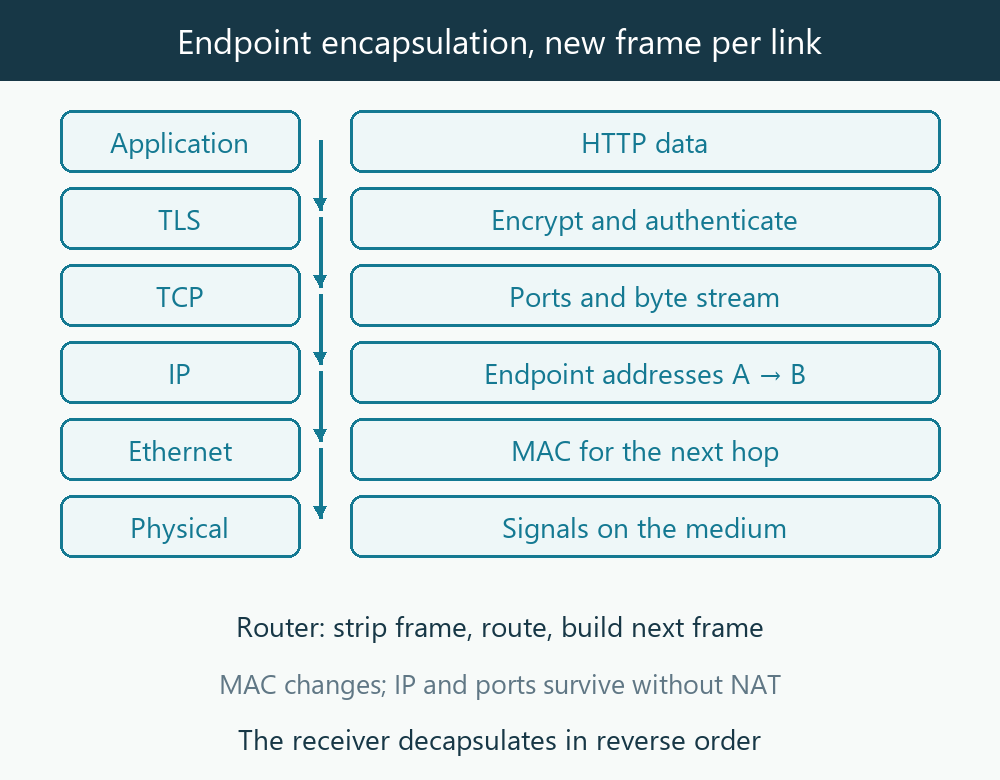 Endpoint encapsulation, new frame per link
Application
HTTP data
TLS
Encrypt and authenticate
TCP
Ports and byte stream
IP
Endpoint addresses A → B
Ethernet
MAC for the next hop
Physical
Signals on the medium
Router: strip frame, route, build next frame
MAC changes; IP and ports survive without NAT
The receiver decapsulates in reverse order